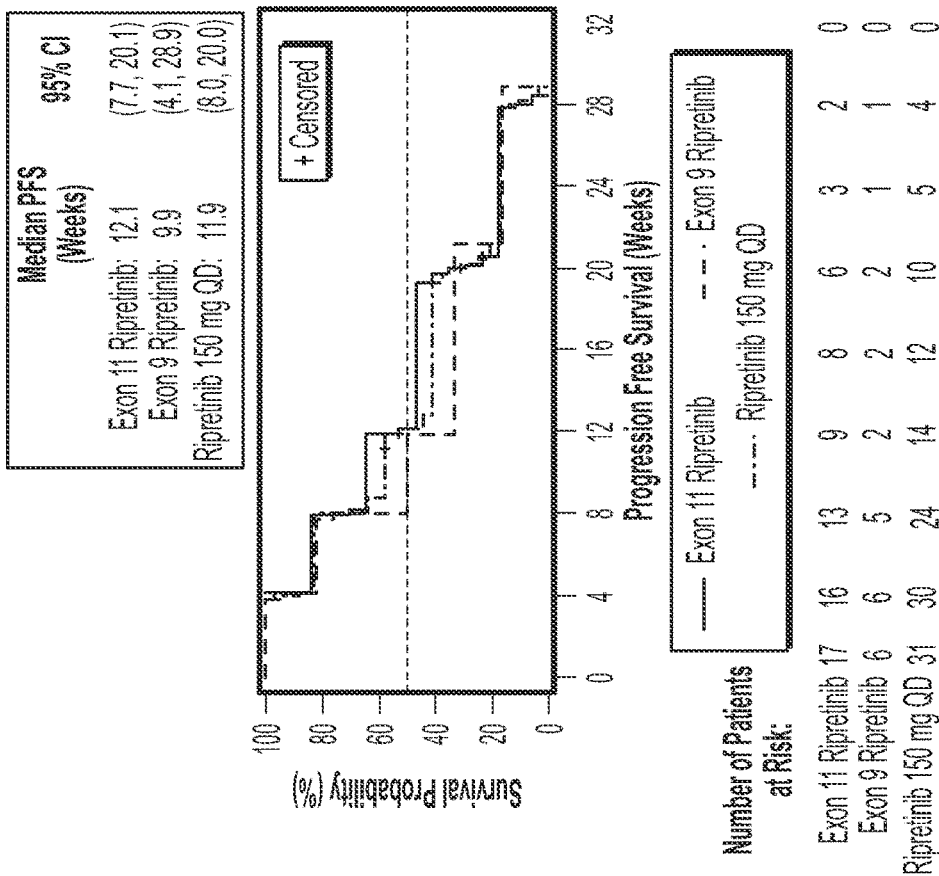 Median PFS
(Weeks)
95% CI
Exon 11 Ripretinib: 12.1 (7.7, 20.1)
Exon 9 Ripretinib: 9.9 (4.1, 28.9)
Ripretinib 150 mg QD: 11.9 (8.0, 20.0)
+ Censored
Survival Probability (%)
100
80
60
40
20
0
0 4 8 12 16 20 24 28 32
Progression Free Survival (Weeks)
Exon 11 Ripretinib
Exon 9 Ripretinib
Ripretinib 150 mg QD
Number of Patients
at Risk:
Exon 11 Ripretinib 17 16 13 9 8 6 3 2 0
Exon 9 Ripretinib 6 6 5 2 2 2 1 1 0
Ripretinib 150 mg QD 31 30 24 14 12 10 5 4 0